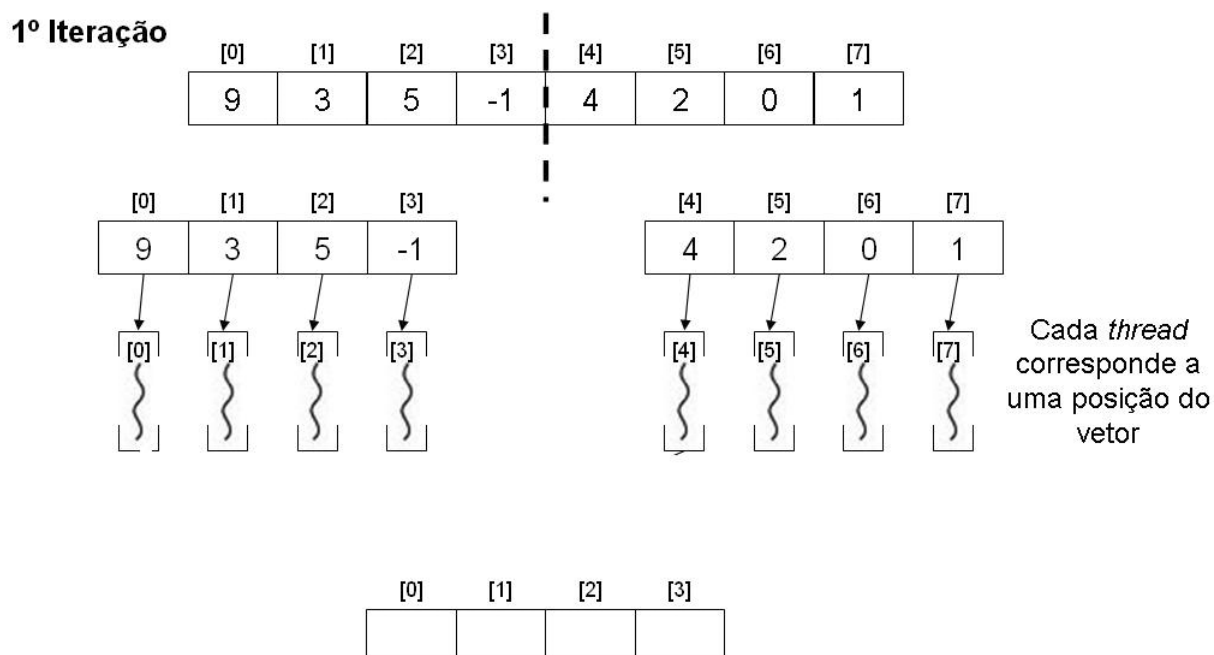 1º Iteração
[0] [1] [2] [3] [4] [5] [6] [7]
9 3 5 -1 4 2 0 1
[0] [1] [2] [3] [4] [5] [6] [7]
9 3 5 -1 4 2 0 1
[0] [1] [2] [3] [4] [5] [6] [7]
Cada thread
corresponde a
uma posição do
vetor
[0] [1] [2] [3]